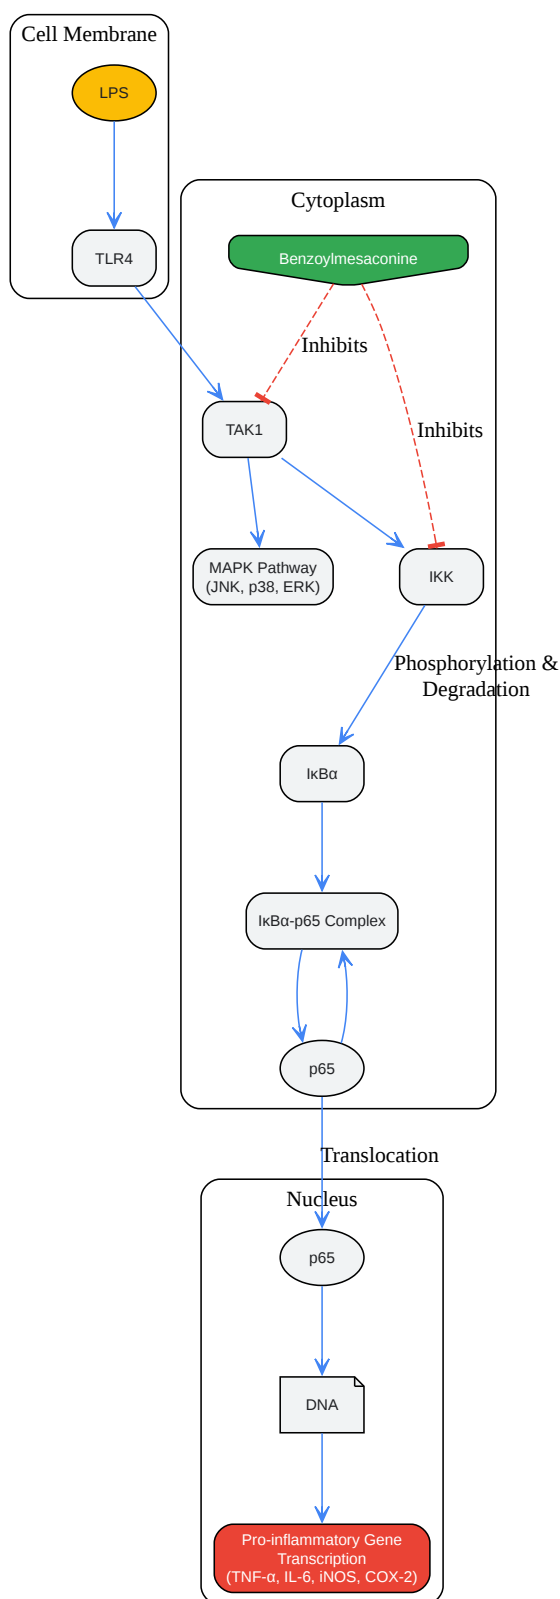 Cell Membrane
LPS
TLR4
Cytoplasm
Benzoylmesaconine
Inhibits
Inhibits
TAK1
MAPK Pathway
(JNK, p38, ERK)
IKK
Phosphorylation &
Degradation
IκBα
IκBα-p65 Complex
p65
Translocation
Nucleus
p65
DNA
Pro-inflammatory Gene
Transcription
(TNF-α, IL-6, iNOS, COX-2)